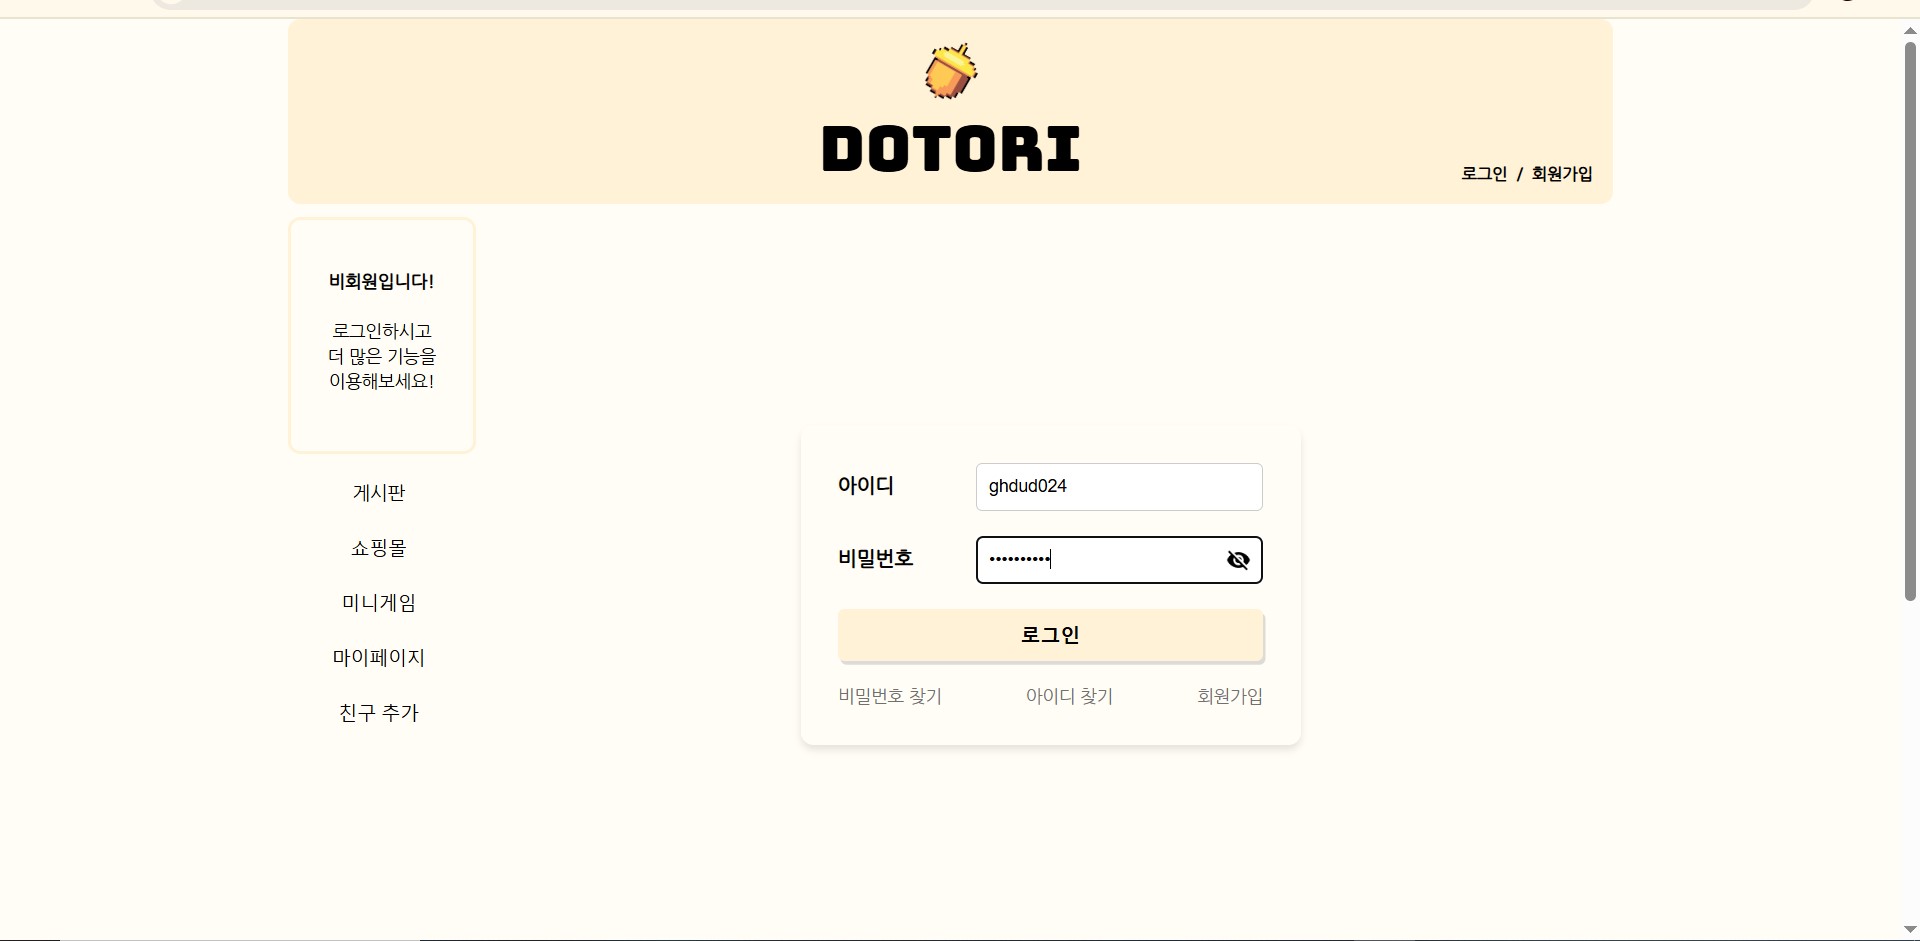 DOTORI
로그인 / 회원가입
비회원입니다!
로그인하시고
더 많은 기능을
이용해보세요!
게시판
쇼핑몰
미니게임
마이페이지
친구 추가
아이디
ghdud024
비밀번호
••••••••••
로그인
비밀번호 찾기 아이디 찾기 회원가입